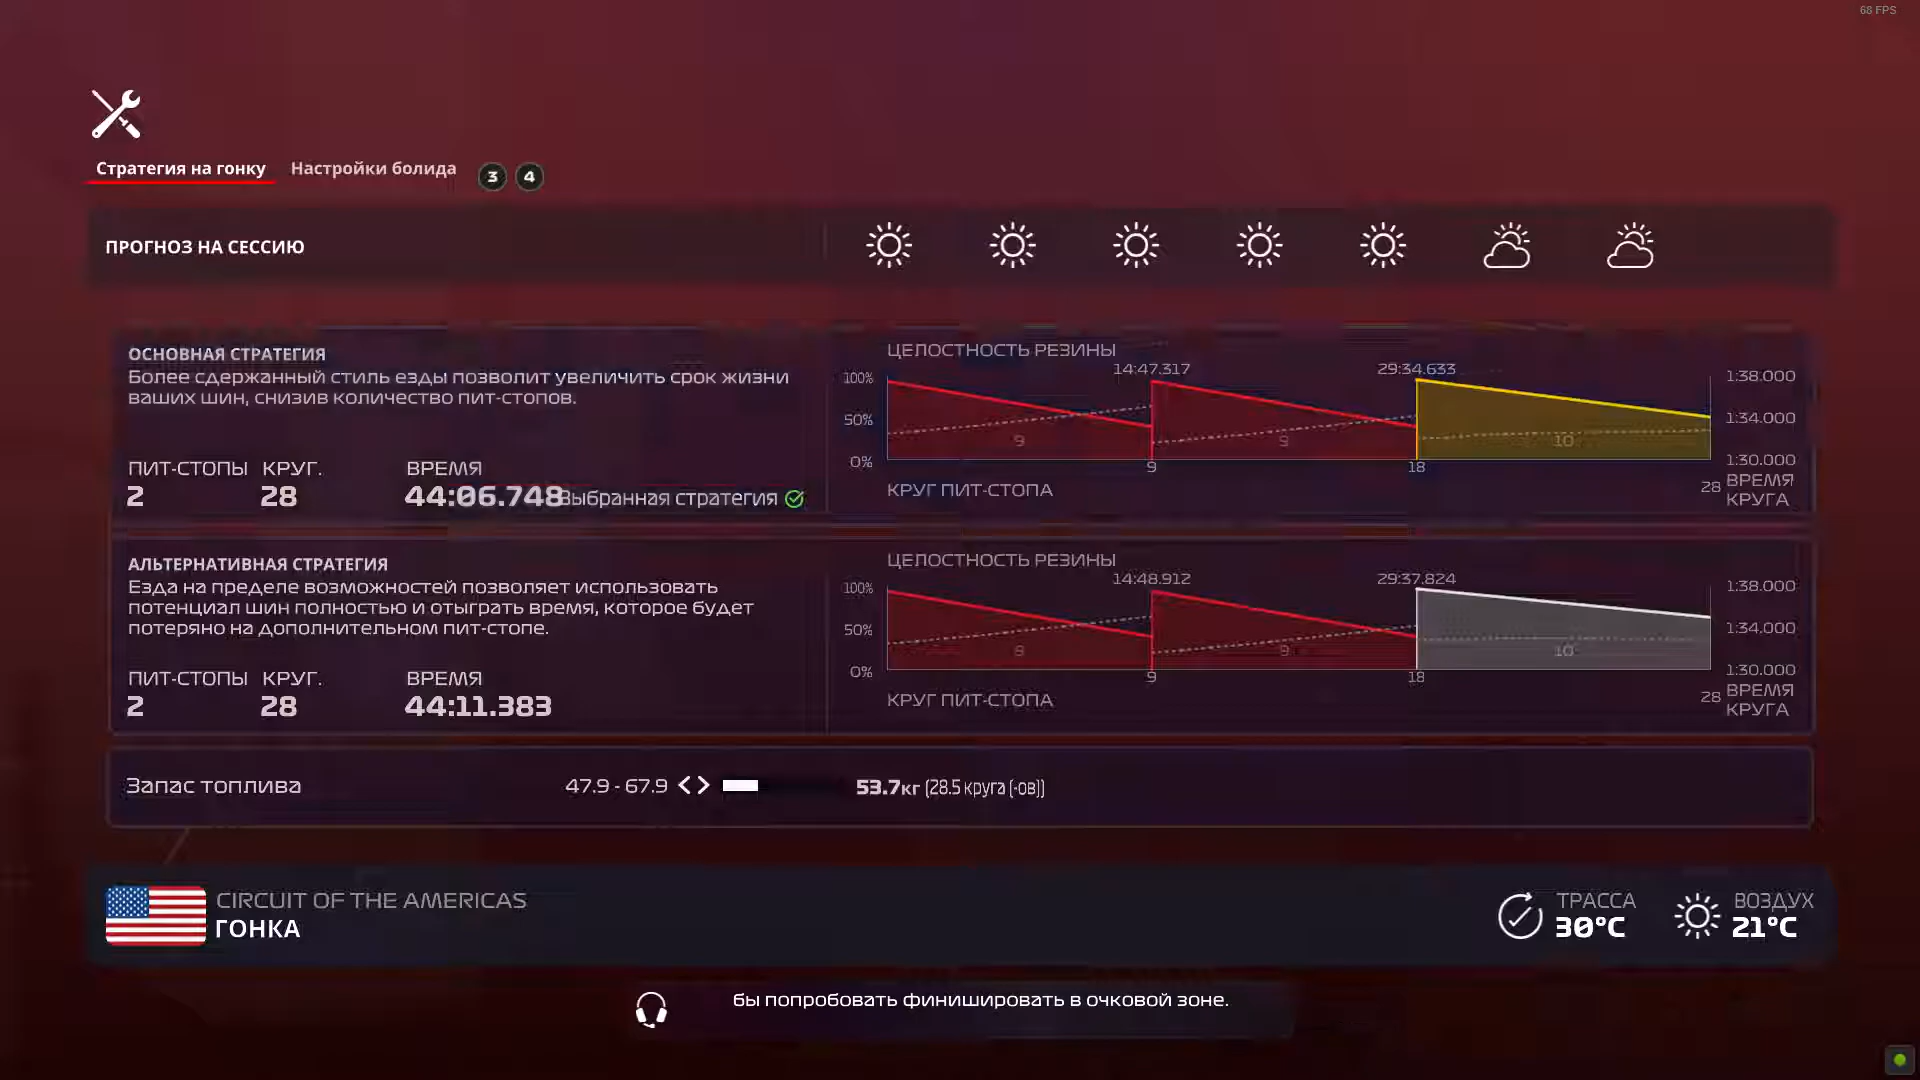 68 FPS
Стратегия на гонку Настройки болида 3 4
ПРОГНОЗ НА СЕССИЮ
ОСНОВНАЯ СТРАТЕГИЯ
Более сдержанный стиль езды позволит увеличить срок жизни
ваших шин, снизив количество пит-стопов.
ПИТ-СТОПЫ КРУГ. ВРЕМЯ
2 28 44:06.748 Выбранная стратегия
ЦЕЛОСТНОСТЬ РЕЗИНЫ
14:47.317 29:34.633
100% 1:38.000
50% 1:34.000
9 9 10
0% 1:30.000
9 18 28
КРУГ ПИТ-СТОПА
ВРЕМЯ
КРУГА
АЛЬТЕРНАТИВНАЯ СТРАТЕГИЯ
Езда на пределе возможностей позволяет использовать
потенциал шин полностью и отыграть время, которое будет
потеряно на дополнительном пит-стопе.
ПИТ-СТОПЫ КРУГ. ВРЕМЯ
2 28 44:11.383
ЦЕЛОСТНОСТЬ РЕЗИНЫ
14:48.912 29:37.824
100% 1:38.000
50% 1:34.000
9 9 10
0% 1:30.000
9 18 28
КРУГ ПИТ-СТОПА
ВРЕМЯ
КРУГА
Запас топлива 47.9 - 67.9 53.7кг (28.5 круга (-ов))
CIRCUIT OF THE AMERICAS
ГОНКА
ТРАССА
30°C
ВОЗДУХ
21°C
бы попробовать финишировать в очковой зоне.